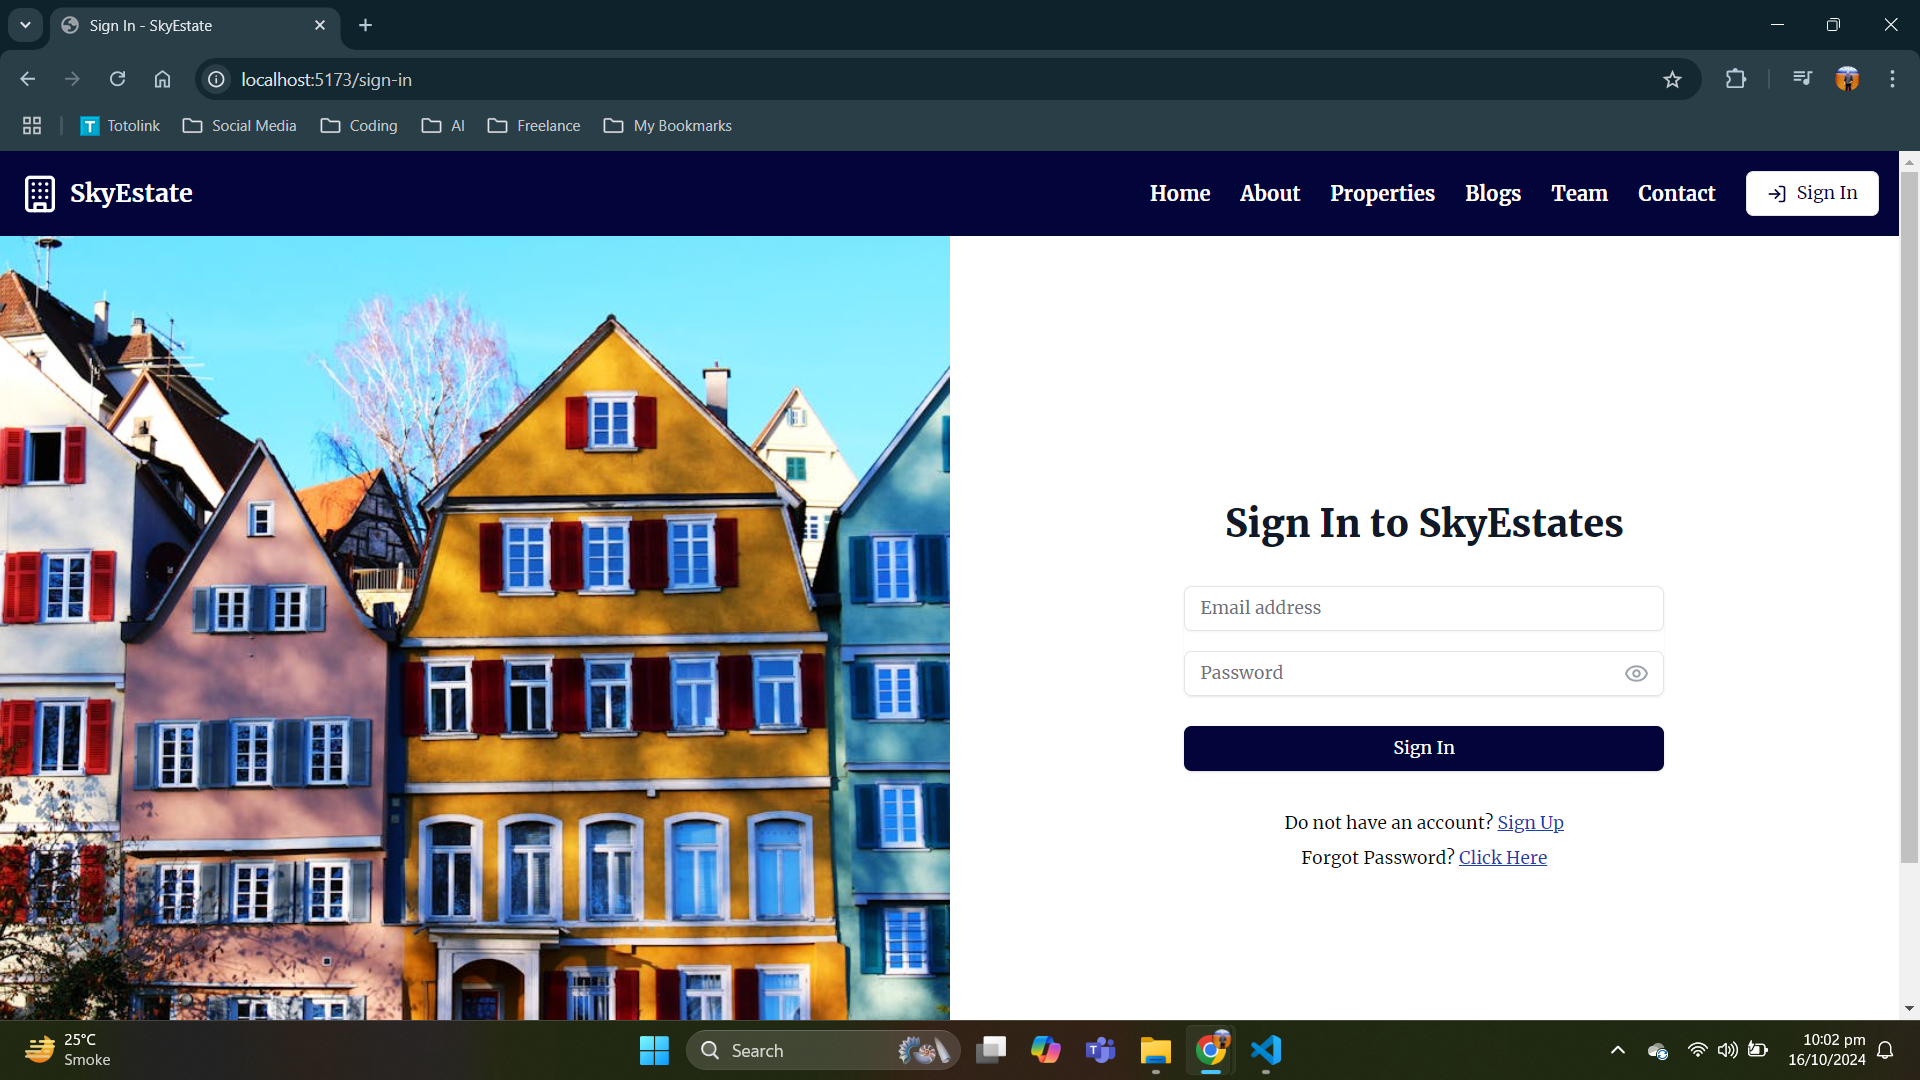 Sign In - SkyEstate
localhost:5173/sign-in
T Totolink Social Media Coding AI Freelance My Bookmarks
SkyEstate Home About Properties Blogs Team Contact Sign In
Sign In to SkyEstates
Email address
Password
Sign In
Do not have an account? Sign Up
Forgot Password? Click Here
25°C
Smoke
Search
T
10:02 pm
16/10/2024